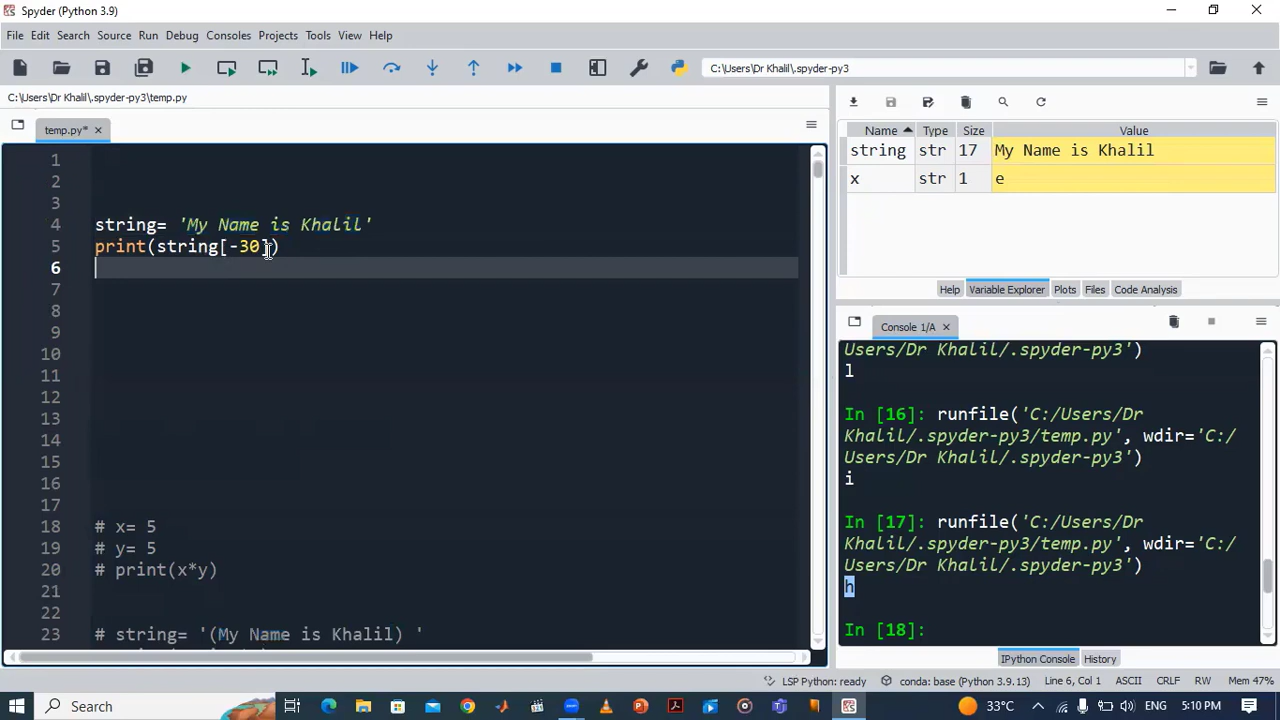 Spyder (Python 3.9)
File Edit Search Source Run Debug Consoles Projects Tools View Help
C:\Users\Dr Khalil\.spyder-py3
C:\Users\Dr Khalil\.spyder-py3\temp.py
temp.py*
1
2
3
4 string= 'My Name is Khalil'
5 print(string[-30])
6
7
8
9
10
11
12
13
14
15
16
17
18 # x= 5
19 # y= 5
20 # print(x*y)
21
22
23 # string= '(My Name is Khalil) '
Name Type Size Value
string str 17 My Name is Khalil
x str 1 e
Help Variable Explorer Plots Files Code Analysis
Console 1/A
Users/Dr Khalil/.spyder-py3')
l
In [16]: runfile('C:/Users/Dr
Khalil/.spyder-py3/temp.py', wdir='C:/
Users/Dr Khalil/.spyder-py3')
i
In [17]: runfile('C:/Users/Dr
Khalil/.spyder-py3/temp.py', wdir='C:/
Users/Dr Khalil/.spyder-py3')
h
In [18]:
IPython Console History
LSP Python: ready conda: base (Python 3.9.13) Line 6, Col 1 ASCII CRLF RW Mem 47%
Search 33°C ENG 5:10 PM